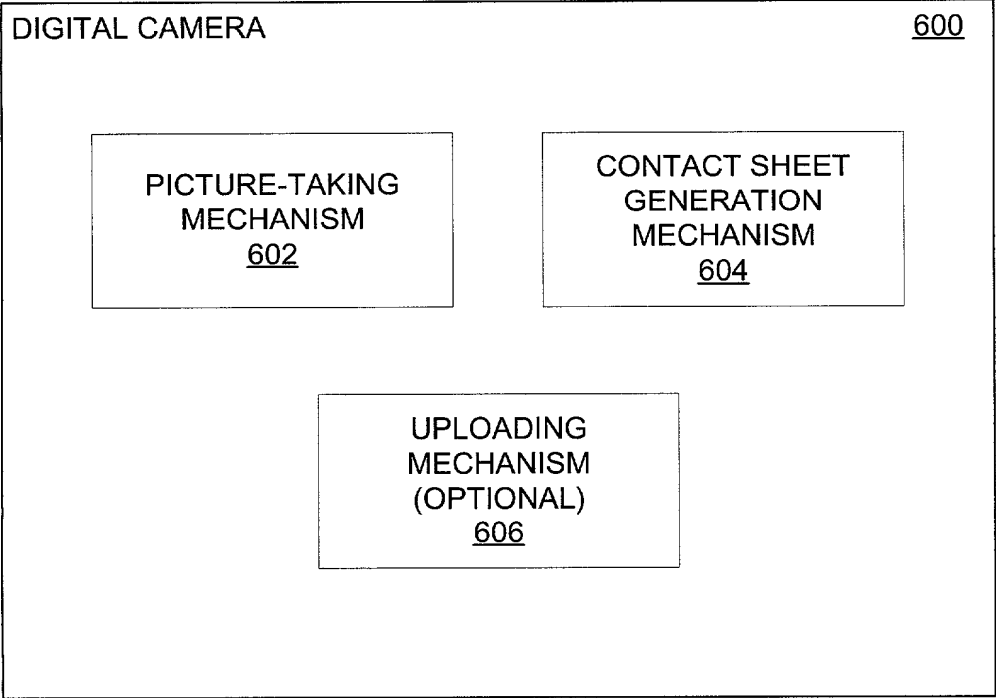 DIGITAL CAMERA 600
PICTURE-TAKING
MECHANISM
602
CONTACT SHEET
GENERATION
MECHANISM
604
UPLOADING
MECHANISM
(OPTIONAL)
606